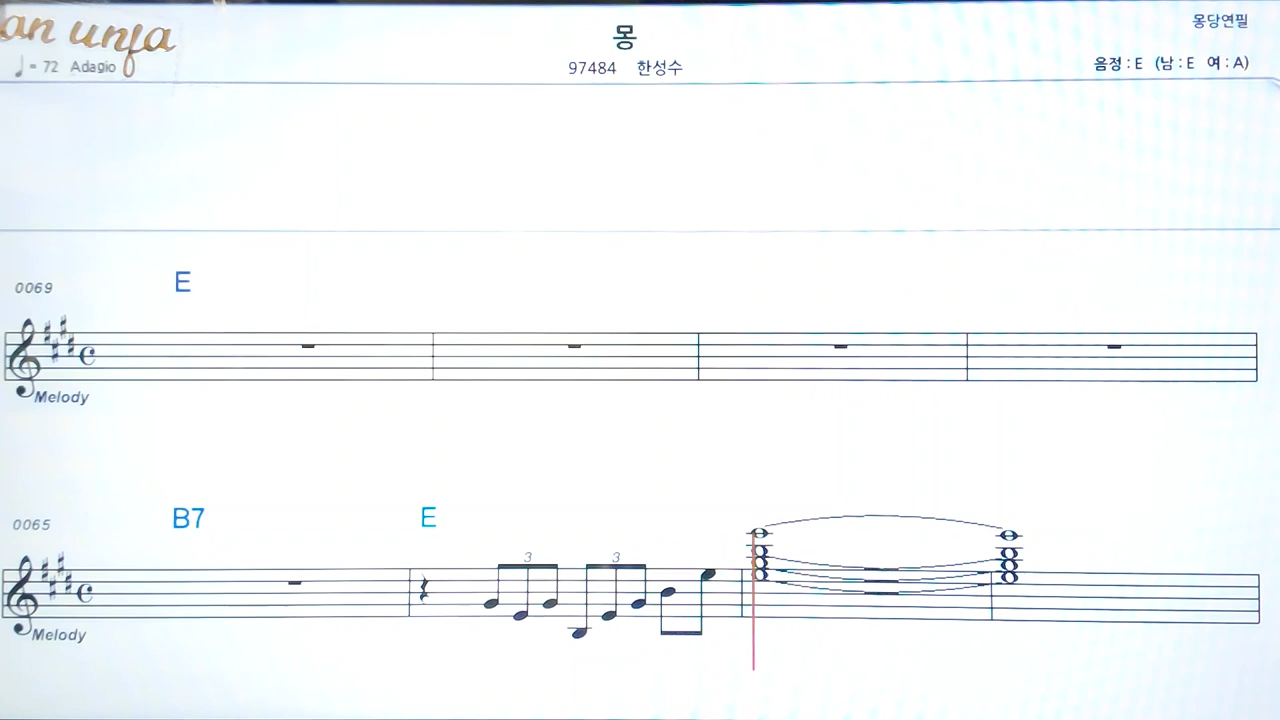 an unfa
몽
몽당연필
♩= 72 Adagio
97484 한성수
음정 : E (남 : E 여 : A)
0069
E
Melody
0065
B7
E
3
3
Melody